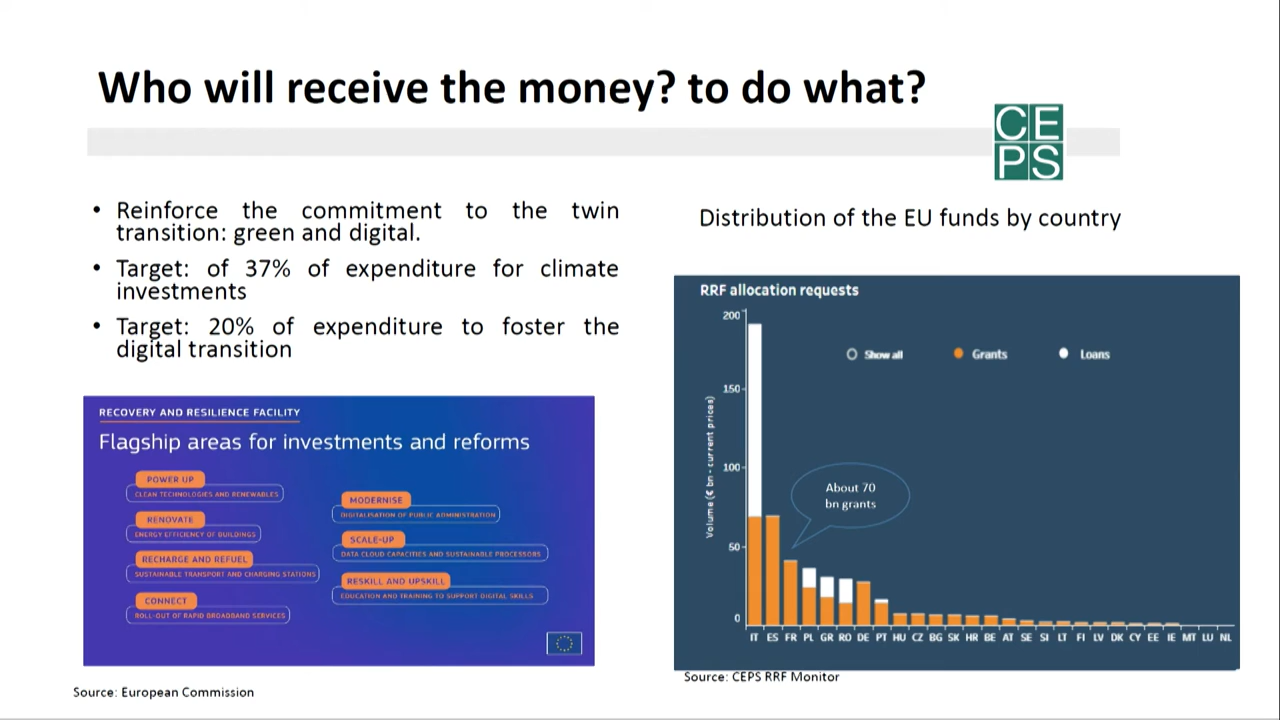 Who will receive the money? to do what?
CE
PS
• Reinforce the commitment to the twin
transition: green and digital.
• Target: of 37% of expenditure for climate
investments
• Target: 20% of expenditure to foster the
digital transition
RECOVERY AND RESILIENCE FACILITY
Flagship areas for investments and reforms
POWER UP
CLEAN TECHNOLOGIES AND RENEWABLES
RENOVATE
ENERGY EFFICIENCY OF BUILDINGS
RECHARGE AND REFUEL
SUSTAINABLE TRANSPORT AND CHARGING STATIONS
CONNECT
ROLL-OUT OF RAPID BROADBAND SERVICES
MODERNISE
DIGITALISATION OF PUBLIC ADMINISTRATION
SCALE-UP
DATA CLOUD CAPACITIES AND SUSTAINABLE PROCESSORS
RESKILL AND UPSKILL
EDUCATION AND TRAINING TO SUPPORT DIGITAL SKILLS
Source: European Commission
Distribution of the EU funds by country
RRF allocation requests
Show all Grants Loans
Volume (€ bn - current prices)
200
150
100
50
0
About 70
bn grants
IT ES FR PL GR RO DE PT HU CZ BG SK HR BE AT SE SI LT FI LV DK CY EE IE MT LU NL
Source: CEPS RRF Monitor